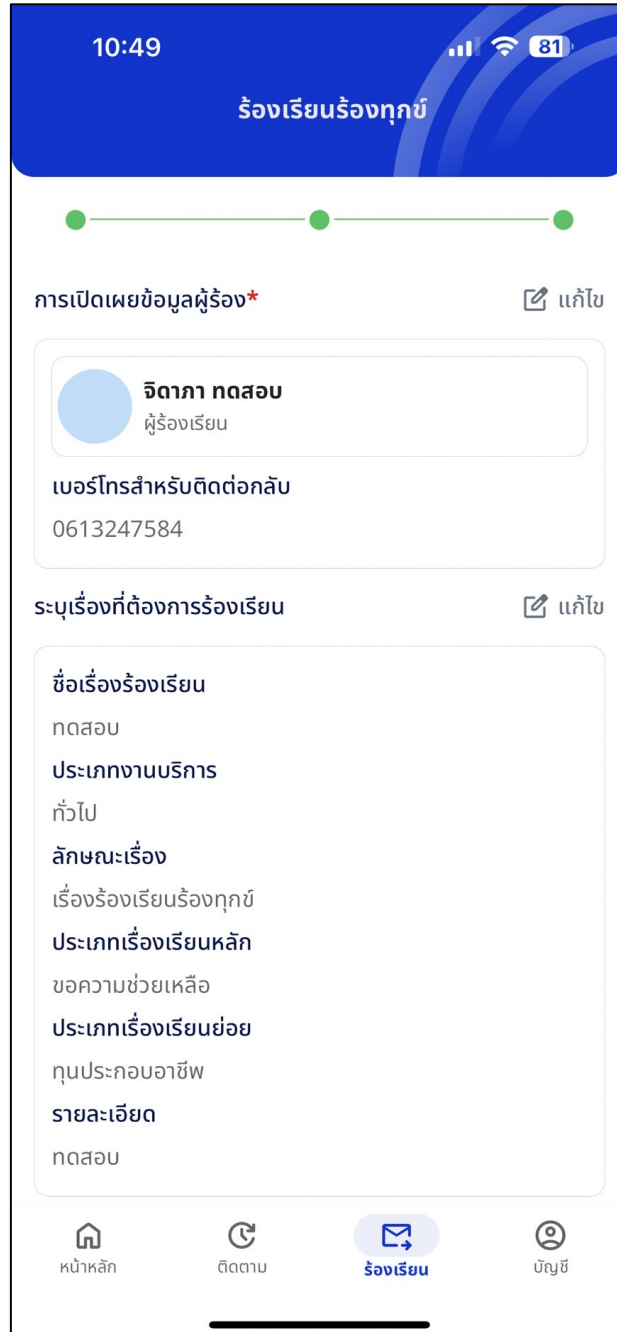 10:49
81
ร้องเรียนร้องทุกข์
การเปิดเผยข้อมูลผู้ร้อง*
แก้ไข
จิดาภา ทดสอบ
ผู้ร้องเรียน
เบอร์โทรสำหรับติดต่อกลับ
0613247584
ระบุเรื่องที่ต้องการร้องเรียน
แก้ไข
ชื่อเรื่องร้องเรียน
ทดสอบ
ประเภทงานบริการ
ทั่วไป
ลักษณะเรื่อง
เรื่องร้องเรียนร้องทุกข์
ประเภทเรื่องเรียนหลัก
ขอความช่วยเหลือ
ประเภทเรื่องเรียนย่อย
ทุนประกอบอาชีพ
รายละเอียด
ทดสอบ
หน้าหลัก
ติดตาม
ร้องเรียน
บัญชี